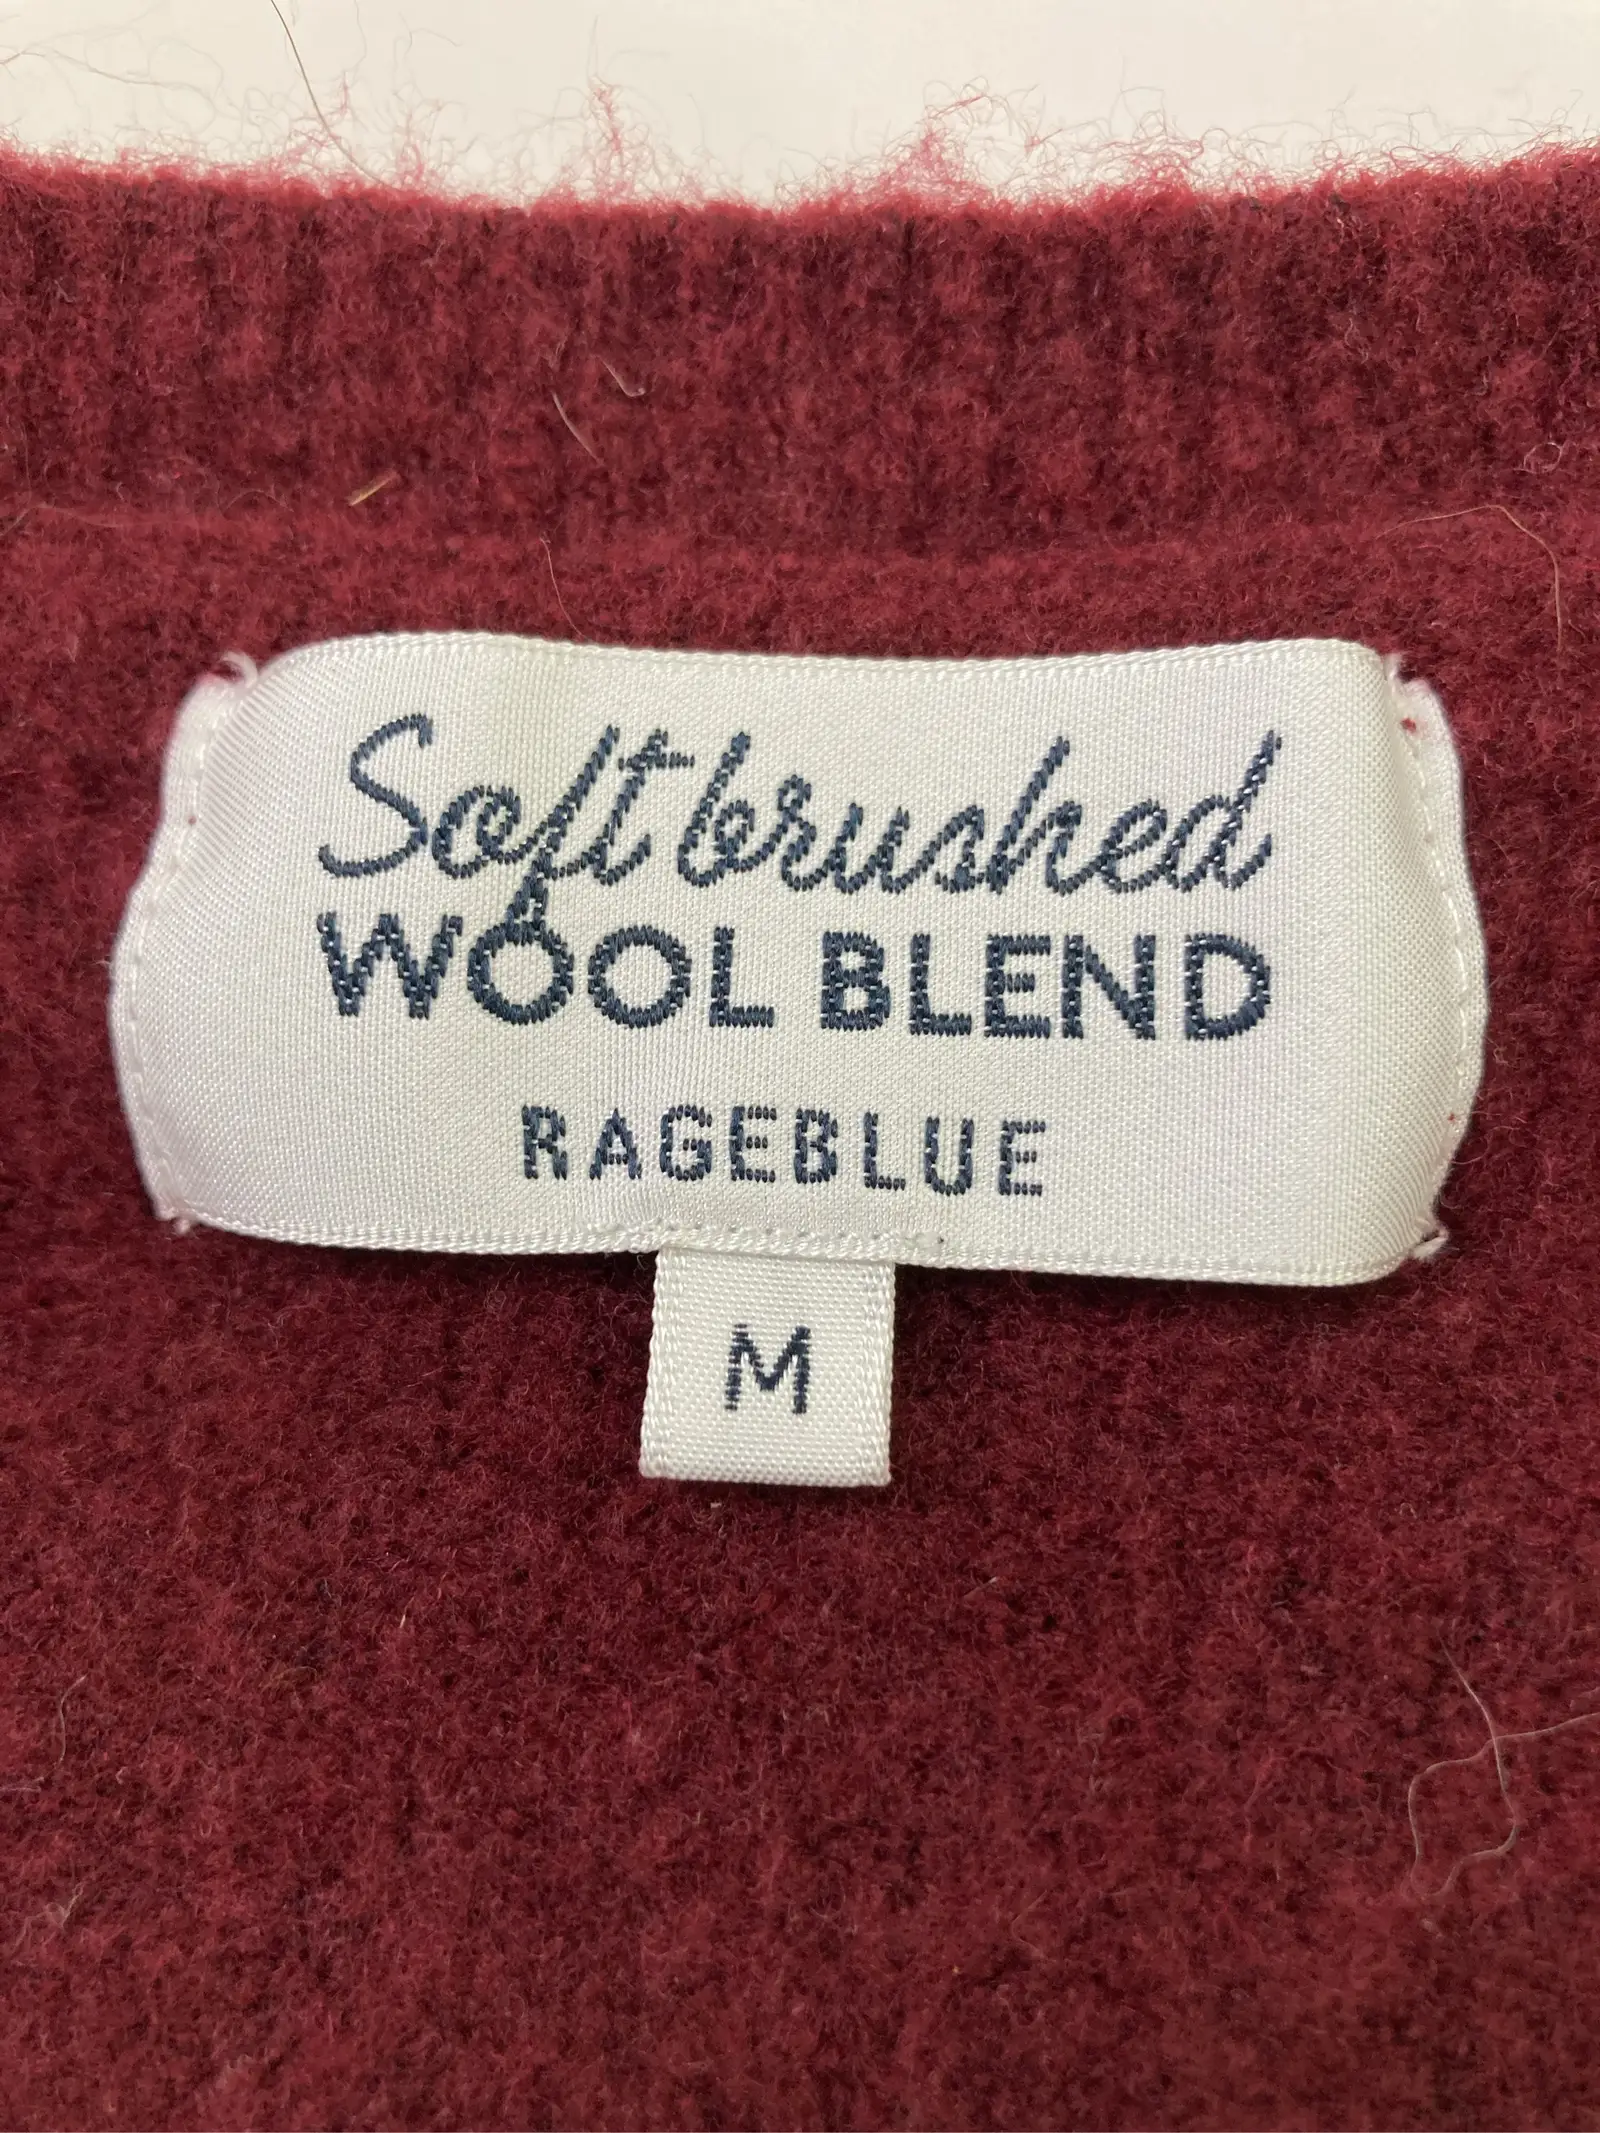 Soft brushed
WOOL BLEND
RAGEBLUE
M